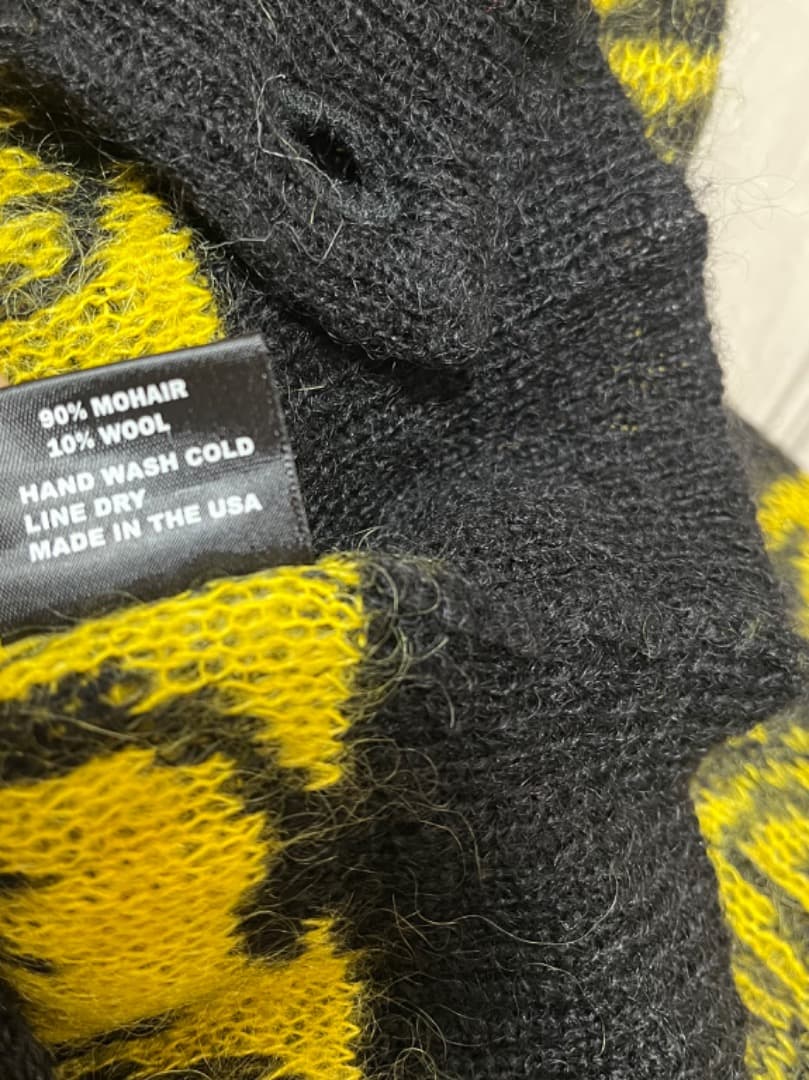 90% MOHAIR
10% WOOL
HAND WASH COLD
LINE DRY
MADE IN THE USA